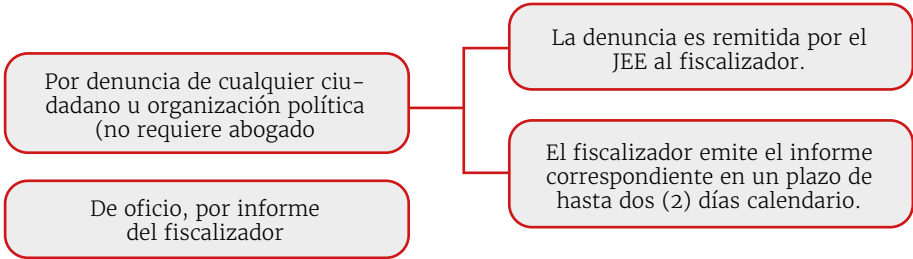 Por denuncia de cualquier ciu-
dadano u organización política
(no requiere abogado
De oficio, por informe
del fiscalizador
La denuncia es remitida por el
JEE al fiscalizador.
El fiscalizador emite el informe
correspondiente en un plazo de
hasta dos (2) días calendario.